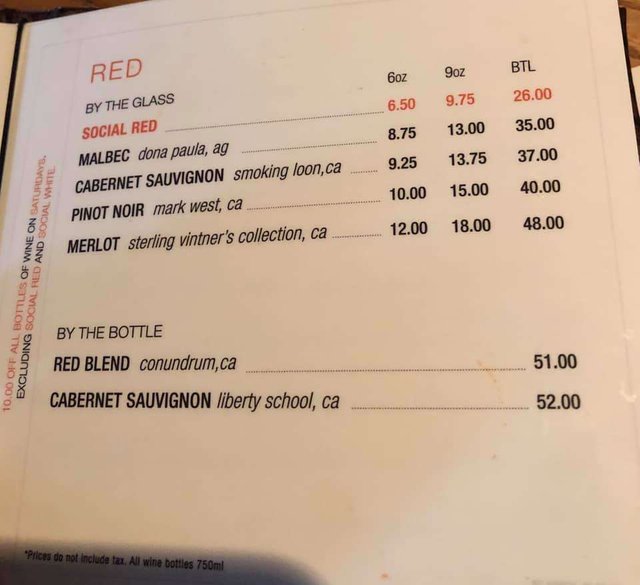 RED
6oz 9oz BTL
BY THE GLASS
SOCIAL RED 6.50 9.75 26.00
MALBEC dona paula, ag 8.75 13.00 35.00
CABERNET SAUVIGNON smoking loon,ca 9.25 13.75 37.00
PINOT NOIR mark west, ca 10.00 15.00 40.00
MERLOT sterling vintner's collection, ca 12.00 18.00 48.00
BY THE BOTTLE
RED BLEND conundrum,ca 51.00
CABERNET SAUVIGNON liberty school, ca 52.00
10.00 OFF ALL BOTTLES OF WINE ON SATURDAYS,
EXCLUDING SOCIAL RED AND SOCIAL WHITE.
*Prices do not include tax. All wine bottles 750ml